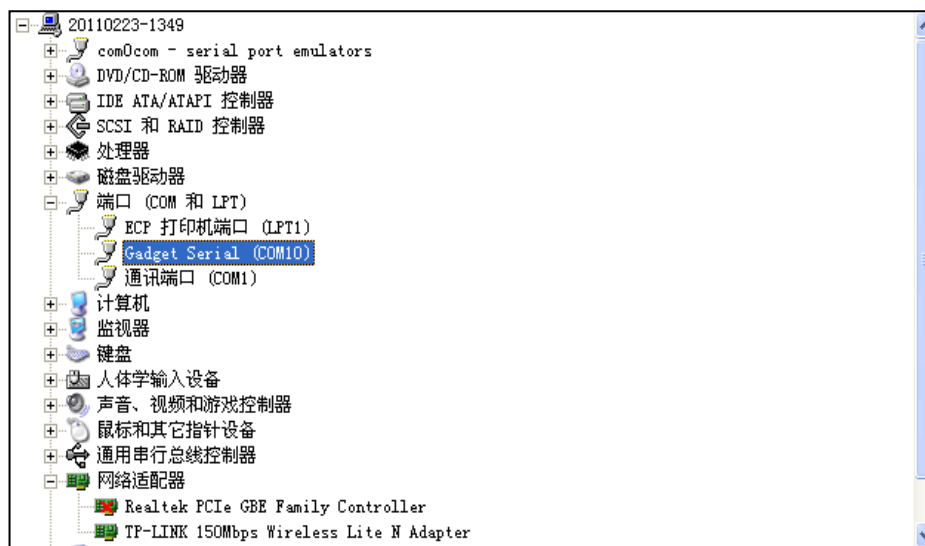 20110223-1349
com0com - serial port emulators
DVD/CD-ROM 驱动器
IDE ATA/ATAPI 控制器
SCSI 和 RAID 控制器
处理器
磁盘驱动器
端口 (COM 和 LPT)
ECP 打印机端口 (LPT1)
Gadget Serial (COM10)
通讯端口 (COM1)
计算机
监视器
键盘
人体学输入设备
声音、视频和游戏控制器
鼠标和其它指针设备
通用串行总线控制器
网络适配器
Realtek PCIe GBE Family Controller
TP-LINK 150Mbps Wireless Lite N Adapter